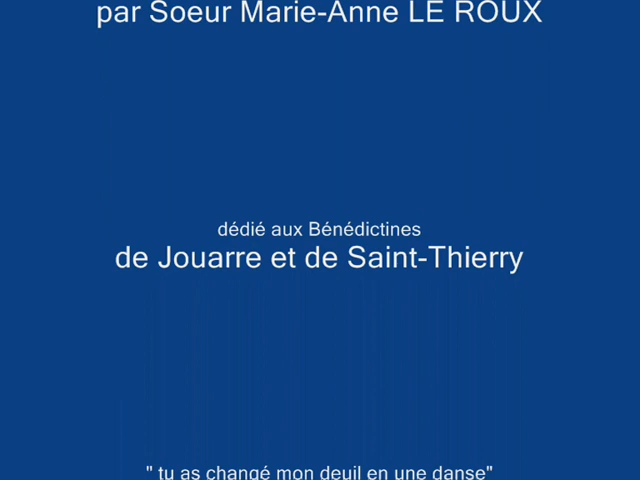 par Soeur Marie-Anne LE ROUX
dédié aux Bénédictines
de Jouarre et de Saint-Thierry
" tu as changé mon deuil en une danse"